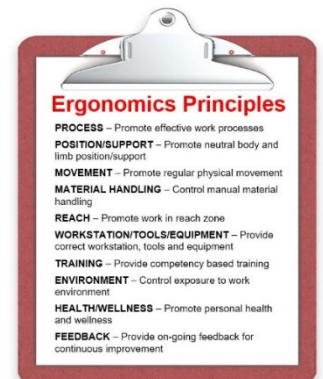 Ergonomics Principles
PROCESS – Promote effective work processes
POSITION/SUPPORT – Promote neutral body and
limb position/support
MOVEMENT – Promote regular physical movement
MATERIAL HANDLING – Control manual material
handling
REACH – Promote work in reach zone
WORKSTATION/TOOLS/EQUIPMENT – Provide
correct workstation, tools and equipment
TRAINING – Provide competency based training
ENVIRONMENT – Control exposure to work
environment
HEALTH/WELLNESS – Promote personal health
and wellness
FEEDBACK – Provide on-going feedback for
continuous improvement